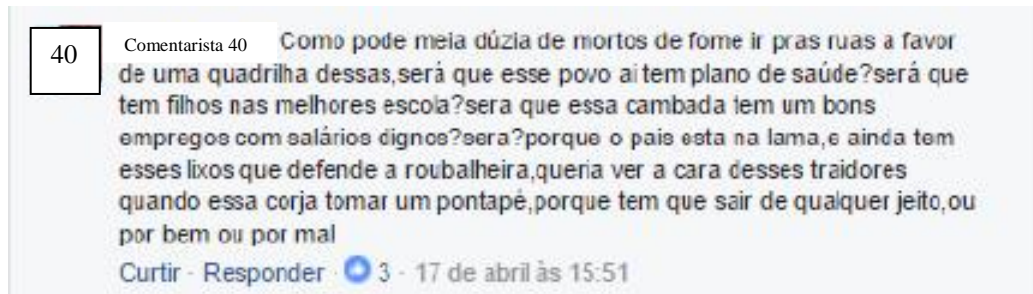 40
Comentarista 40 Como pode meia dúzia de mortos de fome ir pras ruas a favor
de uma quadrilha dessas,será que esse povo ai tem plano de saúde?será que
tem filhos nas melhores escola?sera que essa cambada tem um bons
empregos com salários dignos?sera?porque o pais esta na lama,e ainda tem
esses lixos que defende a roubalheira,queria ver a cara desses traidores
quando essa corja tomar um pontapé,porque tem que sair de qualquer jeito,ou
por bem ou por mal
Curtir · Responder · 3 · 17 de abril às 15:51